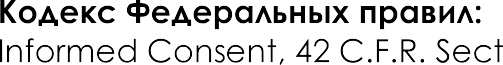 Кодекс Федеральных правил:
Informed Consent, 42 C.F.R. Sect